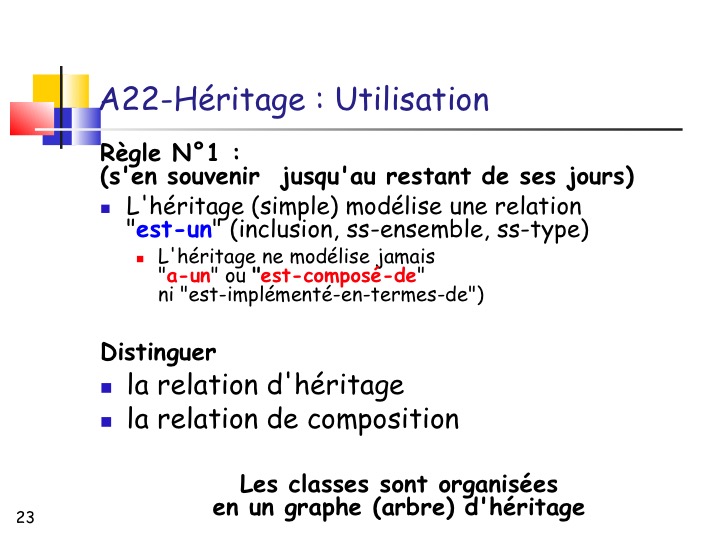 A22-Héritage : Utilisation
Règle N°1 :
(s'en souvenir jusqu'au restant de ses jours)
L'héritage (simple) modélise une relation
"est-un" (inclusion, ss-ensemble, ss-type)
L'héritage ne modélise jamais
"a-un" ou "est-composé-de"
ni "est-implémenté-en-termes-de")
Distinguer
la relation d'héritage
la relation de composition
Les classes sont organisées
en un graphe (arbre) d'héritage
23